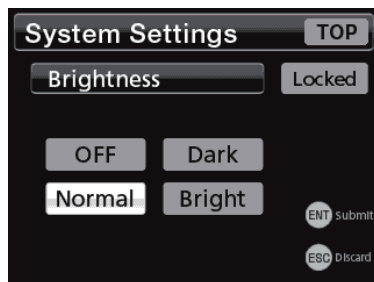 System Settings TOP
Brightness Locked
OFF Dark
Normal Bright
ENT Submit
ESC Discard